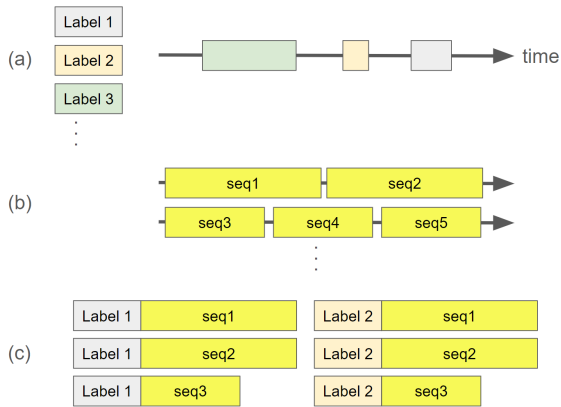 Label 1
(a)
Label 2
time
Label 3
(b)
seq1 seq2
seq3 seq4 seq5
Label 1 seq1 Label 2 seq1
(c)
Label 1 seq2 Label 2 seq2
Label 1 seq3 Label 2 seq3